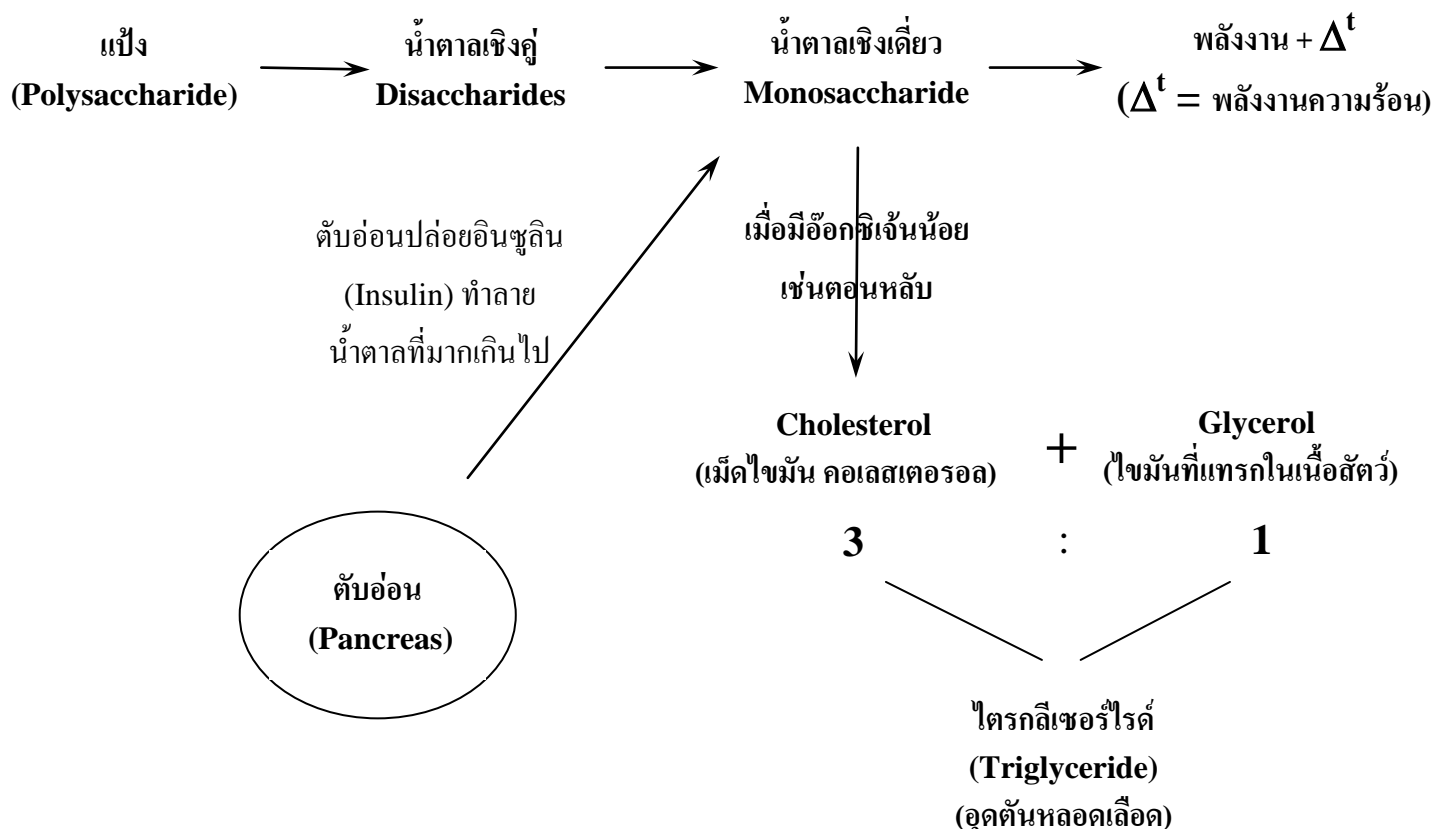 แป้ง
(Polysaccharide)
น้ำตาลเชิงคู่
Disaccharides
น้ำตาลเชิงเดี่ยว
Monosaccharide
พลังงาน + Δᵗ
(Δᵗ = พลังงานความร้อน)
ตับอ่อนปล่อยอินซูลิน
(Insulin) ทำลาย
น้ำตาลที่มากเกินไป
เมื่อมีอ๊อกซิเจ้นน้อย
เช่นตอนหลับ
Cholesterol
(เม็ดไขมัน คอเลสเตอรอล)
+
Glycerol
(ไขมันที่แทรกในเนื้อสัตว์)
3 : 1
ตับอ่อน
(Pancreas)
ไตรกลีเซอร์ไรด์
(Triglyceride)
(อุดตันหลอดเลือด)